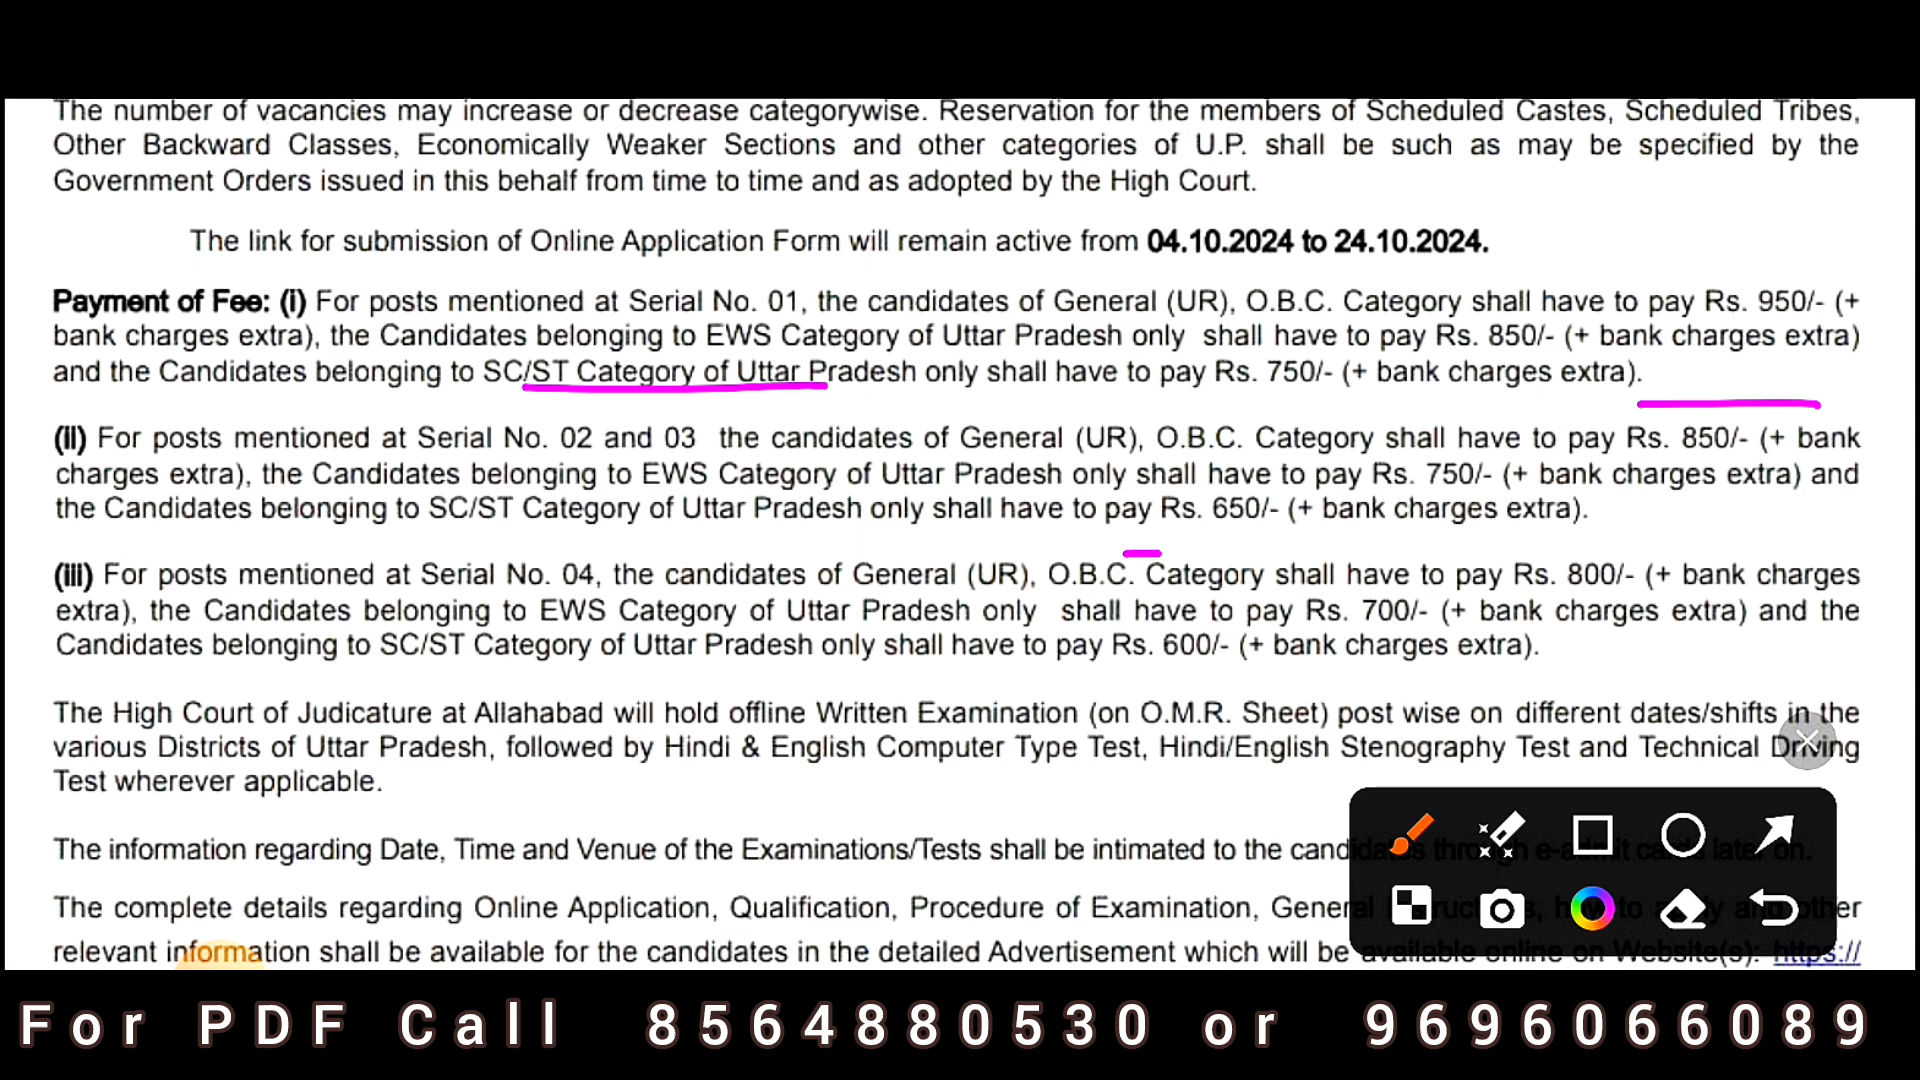 The number of vacancies may increase or decrease categorywise. Reservation for the members of Scheduled Castes, Scheduled Tribes,
Other Backward Classes, Economically Weaker Sections and other categories of U.P. shall be such as may be specified by the
Government Orders issued in this behalf from time to time and as adopted by the High Court.
The link for submission of Online Application Form will remain active from 04.10.2024 to 24.10.2024.
Payment of Fee: (i) For posts mentioned at Serial No. 01, the candidates of General (UR), O.B.C. Category shall have to pay Rs. 950/- (+
bank charges extra), the Candidates belonging to EWS Category of Uttar Pradesh only shall have to pay Rs. 850/- (+ bank charges extra)
and the Candidates belonging to SC/ST Category of Uttar Pradesh only shall have to pay Rs. 750/- (+ bank charges extra).
(ii) For posts mentioned at Serial No. 02 and 03 the candidates of General (UR), O.B.C. Category shall have to pay Rs. 850/- (+ bank
charges extra), the Candidates belonging to EWS Category of Uttar Pradesh only shall have to pay Rs. 750/- (+ bank charges extra) and
the Candidates belonging to SC/ST Category of Uttar Pradesh only shall have to pay Rs. 650/- (+ bank charges extra).
(iii) For posts mentioned at Serial No. 04, the candidates of General (UR), O.B.C. Category shall have to pay Rs. 800/- (+ bank charges
extra), the Candidates belonging to EWS Category of Uttar Pradesh only shall have to pay Rs. 700/- (+ bank charges extra) and the
Candidates belonging to SC/ST Category of Uttar Pradesh only shall have to pay Rs. 600/- (+ bank charges extra).
The High Court of Judicature at Allahabad will hold offline Written Examination (on O.M.R. Sheet) post wise on different dates/shifts in the
various Districts of Uttar Pradesh, followed by Hindi & English Computer Type Test, Hindi/English Stenography Test and Technical Driving
Test wherever applicable.
The information regarding Date, Time and Venue of the Examinations/Tests shall be intimated to the candidates through e-admit cards later on.
The complete details regarding Online Application, Qualification, Procedure of Examination, General to and other
relevant information shall be available for the candidates in the detailed Advertisement which will be available online on Website(s): https://
For PDF Call 8564880530 or 9696066089